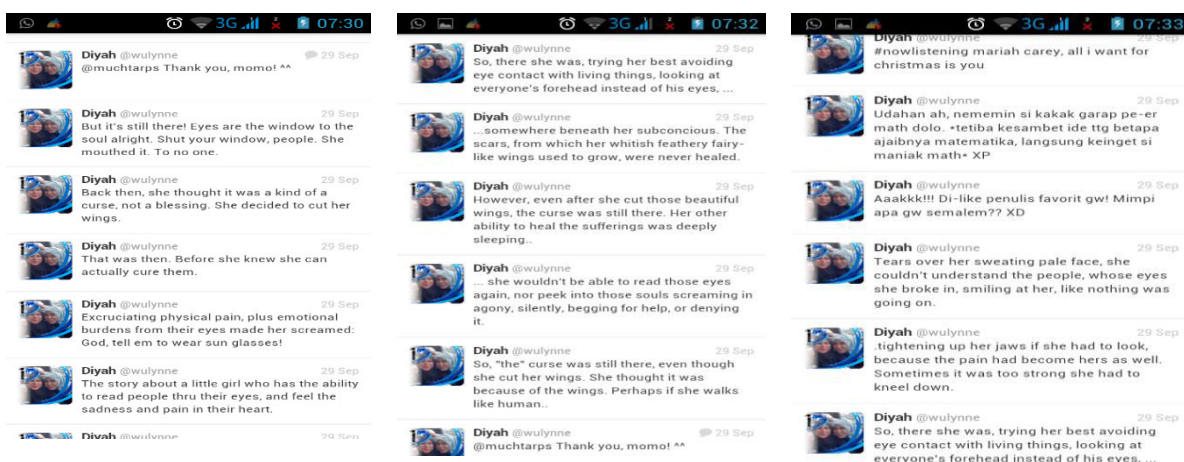 3G 07:30
Diyah @wulynne 29 Sep
@muchtarps Thank you, momo! ^^
Diyah @wulynne 29 Sep
But it's still there! Eyes are the window to the
soul alright. Shut your window, people. She
mouthed it. To no one.
Diyah @wulynne 29 Sep
Back then, she thought it was a kind of a
curse, not a blessing. She decided to cut her
wings.
Diyah @wulynne 29 Sep
That was then. Before she knew she can
actually cure them.
Diyah @wulynne 29 Sep
Excruciating physical pain, plus emotional
burdens from their eyes made her screamed:
God, tell em to wear sun glasses!
Diyah @wulynne 29 Sep
The story about a little girl who has the ability
to read people thru their eyes, and feel the
sadness and pain in their heart.
Diyah @wulynne 29 Sep
3G 07:32
Diyah @wulynne 29 Sep
So, there she was, trying her best avoiding
eye contact with living things, looking at
everyone's forehead instead of his eyes, ...
Diyah @wulynne 29 Sep
...somewhere beneath her subconcious. The
scars, from which her whitish feathery fairy-
like wings used to grow, were never healed.
Diyah @wulynne 29 Sep
However, even after she cut those beautiful
wings, the curse was still there. Her other
ability to heal the sufferings was deeply
sleeping..
Diyah @wulynne 29 Sep
... she wouldn't be able to read those eyes
again, nor peek into those souls screaming in
agony, silently, begging for help, or denying
it.
Diyah @wulynne 29 Sep
So, "the" curse was still there, even though
she cut her wings. She thought it was
because of the wings. Perhaps if she walks
like human..
Diyah @wulynne 29 Sep
@muchtarps Thank you, momo! ^^
3G 07:33
Diyah @wulynne 29 Sep
#nowlistening mariah carey, all i want for
christmas is you
Diyah @wulynne 29 Sep
Udahan ah, nememin si kakak garap pe-er
math dolo. *tetiba kesambet ide ttg betapa
ajaibnya matematika, langsung keinget si
maniak math* XP
Diyah @wulynne 29 Sep
Aaakkk!!! Di-like penulis favorit gw! Mimpi
apa gw semalem?? XD
Diyah @wulynne 29 Sep
Tears over her sweating pale face, she
couldn't understand the people, whose eyes
she broke in, smiling at her, like nothing was
going on.
Diyah @wulynne 29 Sep
.tightening up her jaws if she had to look,
because the pain had become hers as well.
Sometimes it was too strong she had to
kneel down.
Diyah @wulynne 29 Sep
So, there she was, trying her best avoiding
eye contact with living things, looking at
everyone's forehead instead of his eyes, ...